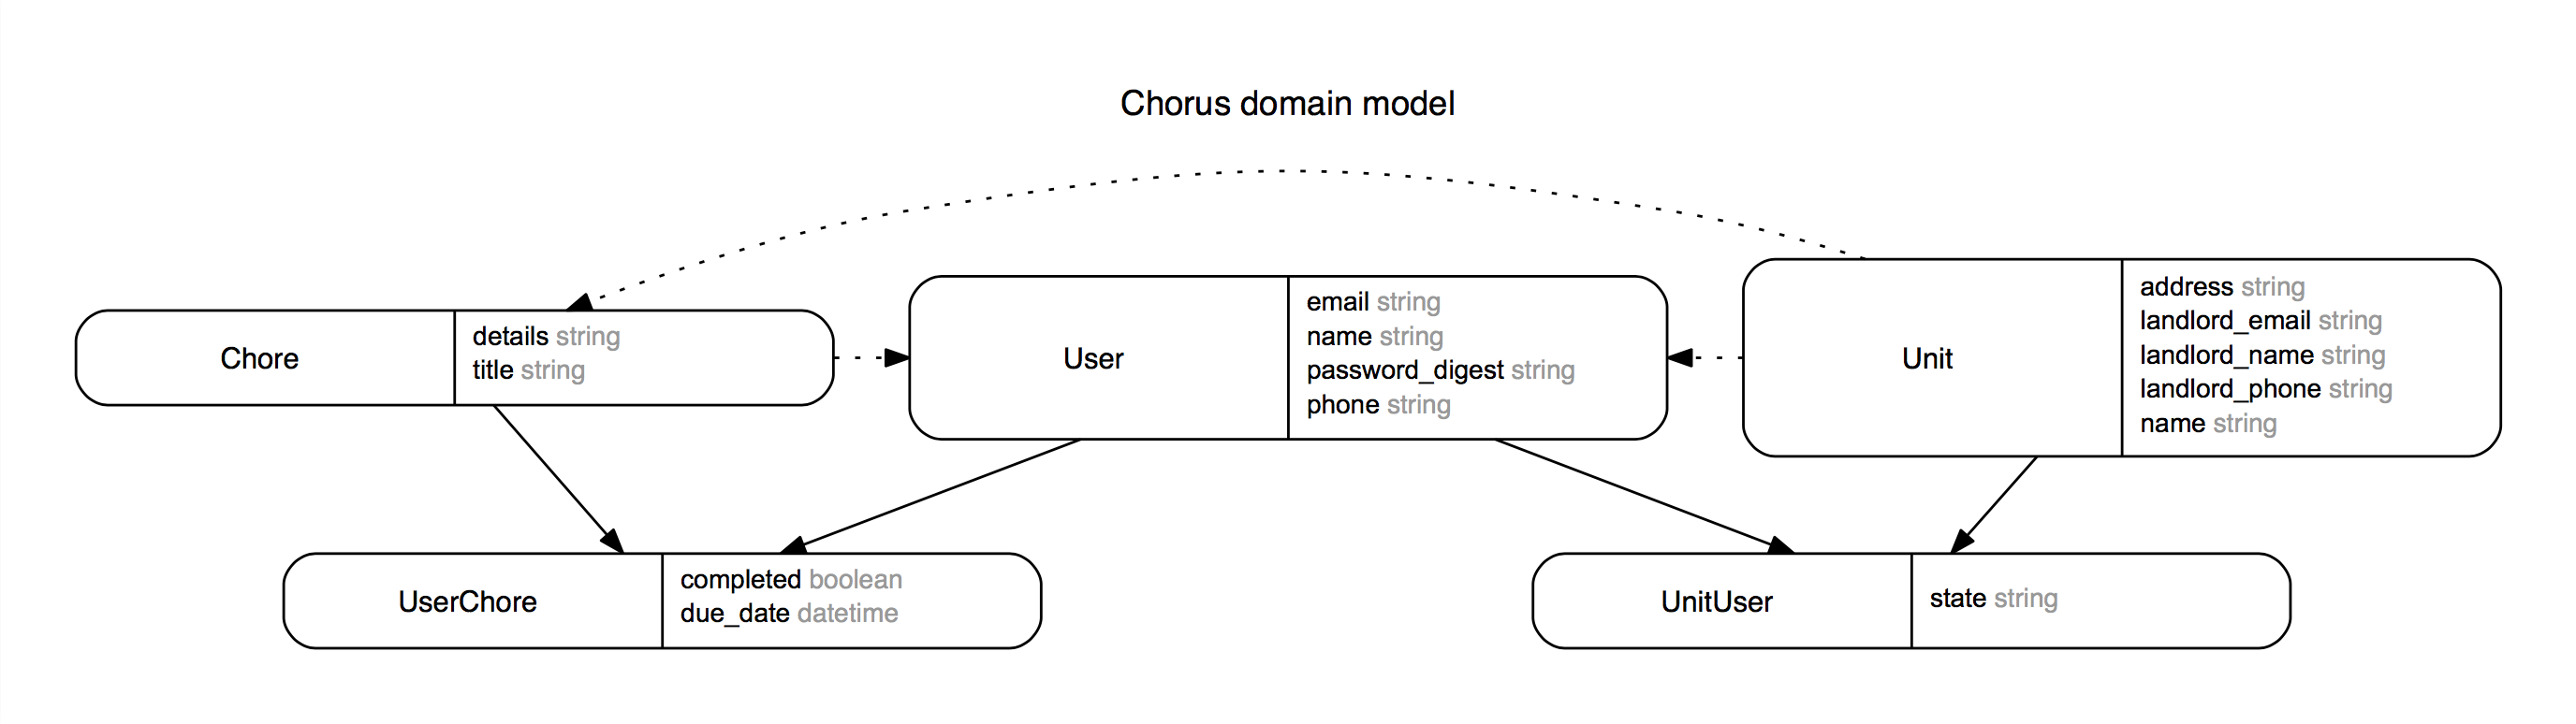 Chorus domain model
Chore
details string
title string
User
email string
name string
password_digest string
phone string
Unit
address string
landlord_email string
landlord_name string
landlord_phone string
name string
UserChore
completed boolean
due_date datetime
UnitUser
state string